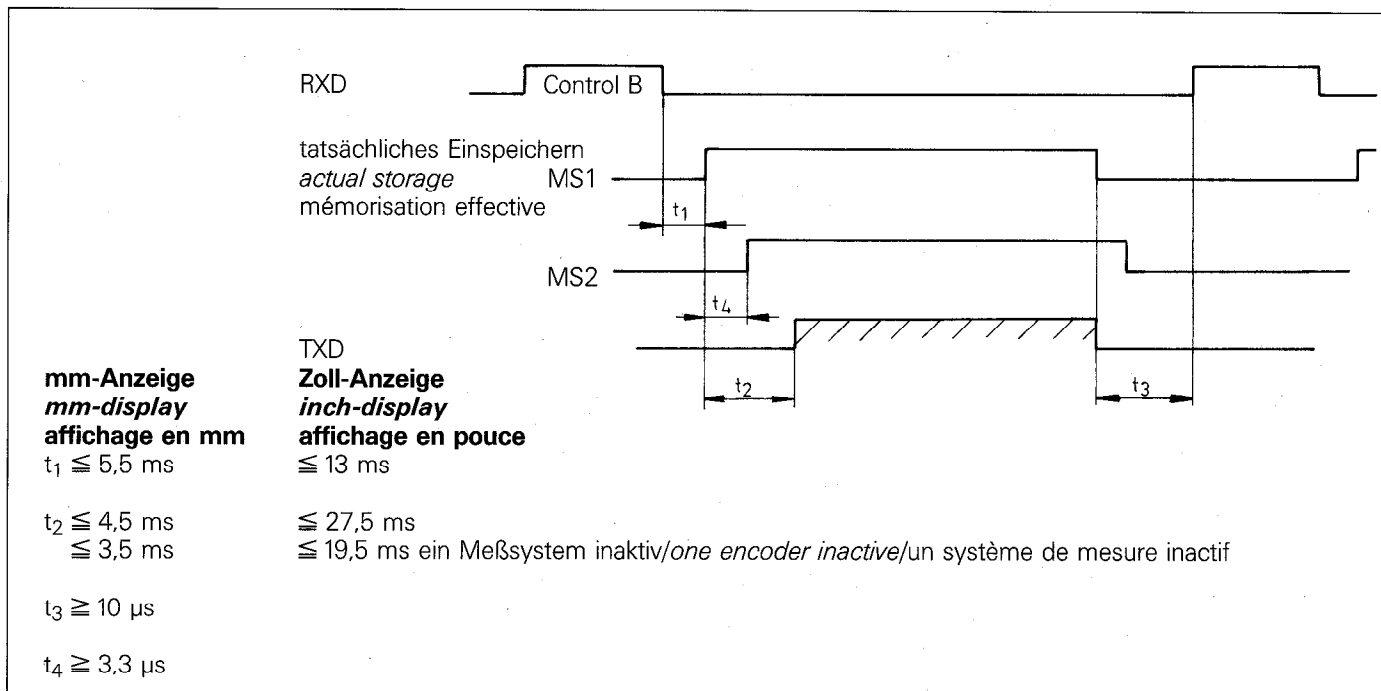 RXD Control B
tatsächliches Einspeichern
actual storage MS1
mémorisation effective
t1
MS2
t4
TXD
t2
t3
mm-Anzeige Zoll-Anzeige
mm-display inch-display
affichage en mm affichage en pouce
t1 ≦ 5,5 ms ≦ 13 ms
t2 ≦ 4,5 ms ≦ 27,5 ms
≦ 3,5 ms ≦ 19,5 ms ein Meßsystem inaktiv/one encoder inactive/un système de mesure inactif
t3 ≧ 10 µs
t4 ≧ 3,3 µs